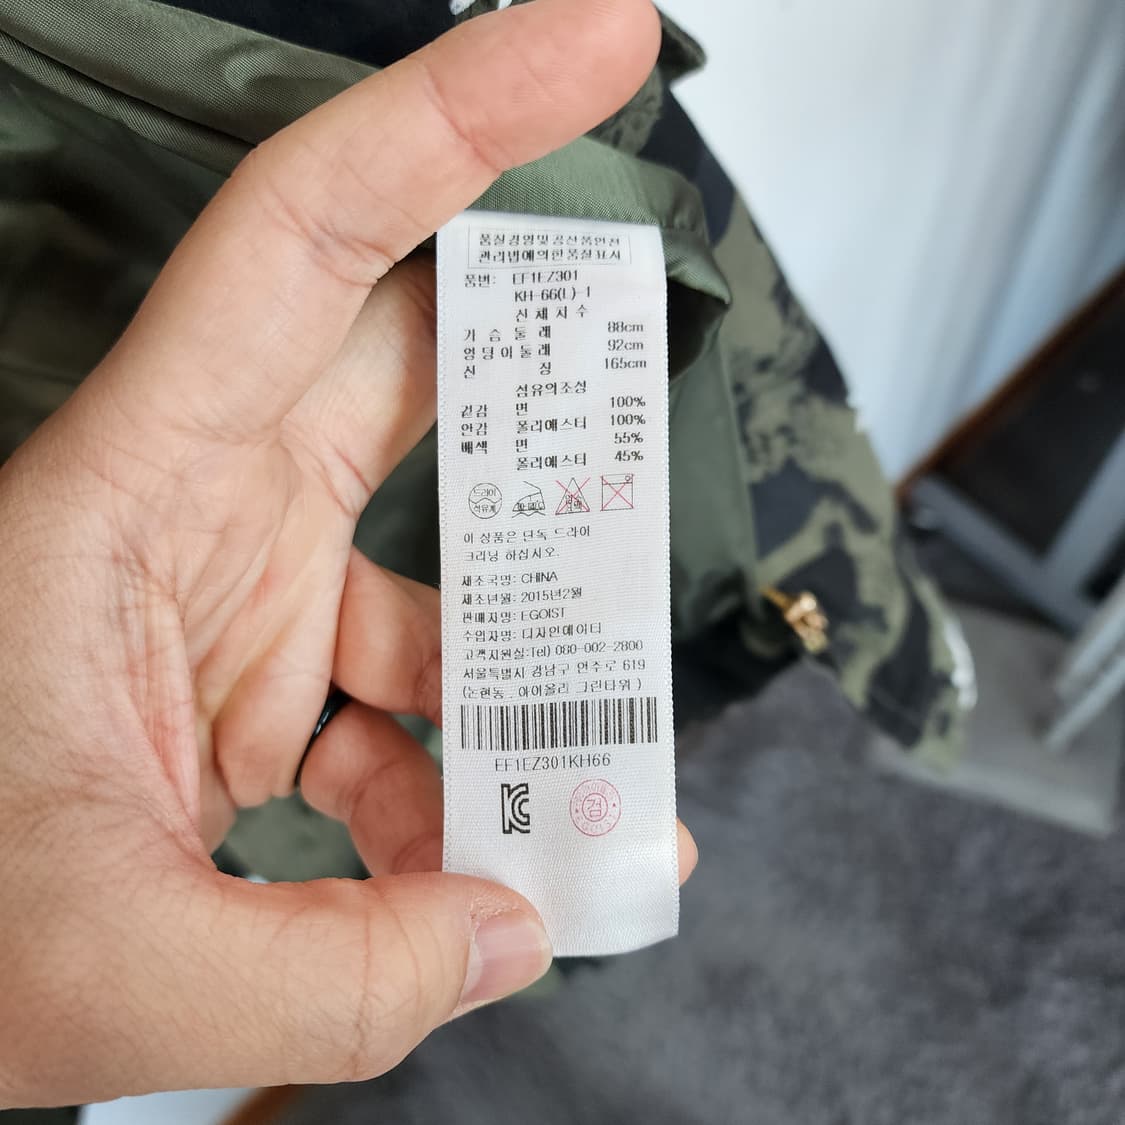 품질경영및공산품안전
관리법에의한품질표시
품번: EF1EZ301
KH-66(L)-1
신체치수
가슴둘레 88cm
엉덩이둘레 92cm
신장 165cm
섬유의조성
겉감 면 100%
안감 폴리에스터 100%
배색 면 55%
폴리에스터 45%
드라이
석유계
이 상품은 단독 드라이
크리닝 하십시오.
제조국명: CHINA
제조년월: 2015년2월
판매자명: EGOIST
수입자명: 디자인에이터
고객지원실:Tel) 080-002-2800
서울특별시 강남구 언주로 619
(논현동 . 아이올리 그린타워 )
EF1EZ301KH66
KC
검